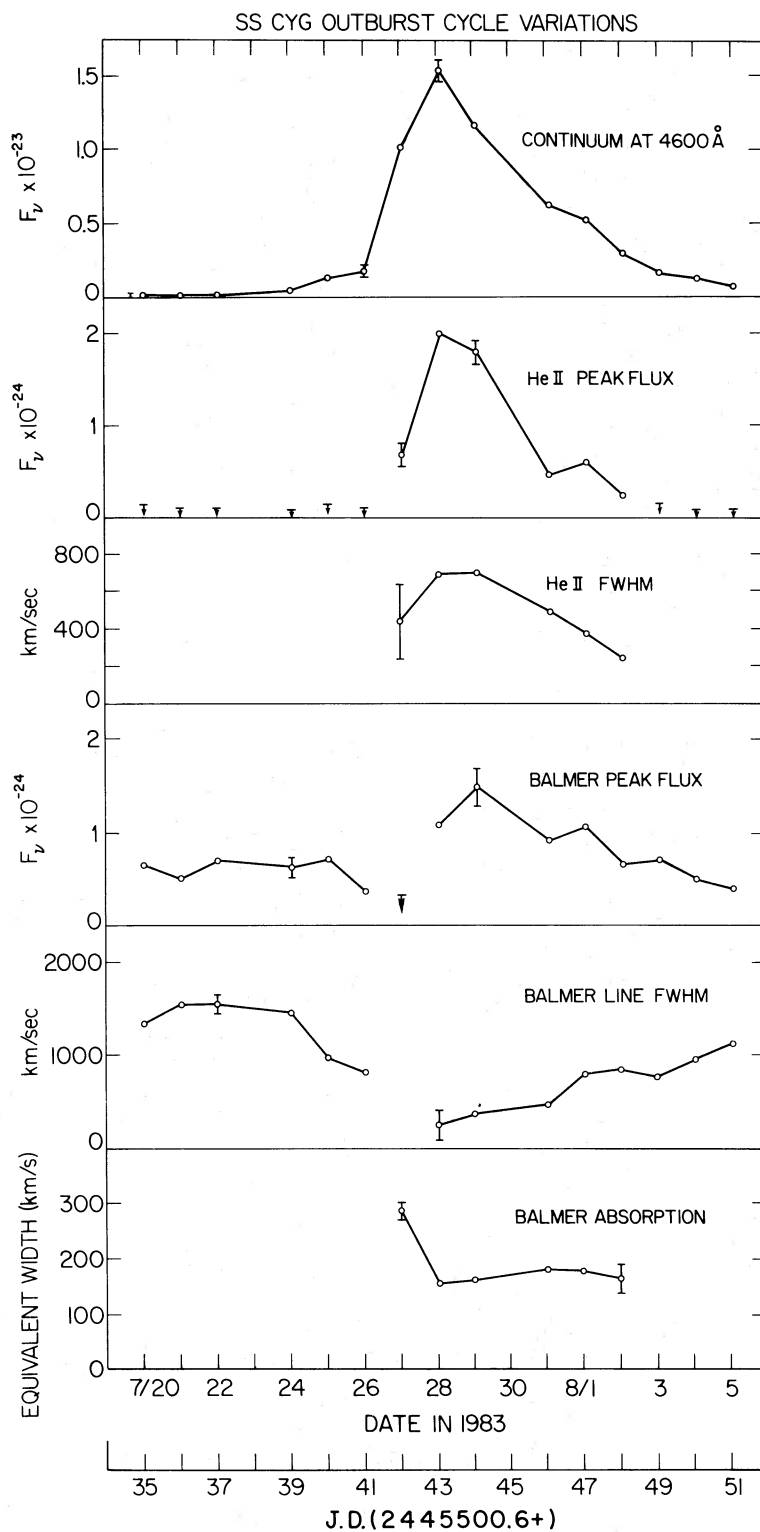 SS CYG OUTBURST CYCLE VARIATIONS
1.5
1.0
0.5
0
Fν x10⁻²³
CONTINUUM AT 4600Å
2
1
0
Fν x10⁻²⁴
He II PEAK FLUX
800
400
0
km/sec
He II FWHM
2
1
0
Fν x10⁻²⁴
BALMER PEAK FLUX
2000
1000
0
km/sec
BALMER LINE FWHM
300
200
100
0
EQUIVALENT WIDTH (km/s)
BALMER ABSORPTION
7/20 22 24 26 28 30 8/1 3 5
DATE IN 1983
35 37 39 41 43 45 47 49 51
J.D.(2445500.6+)